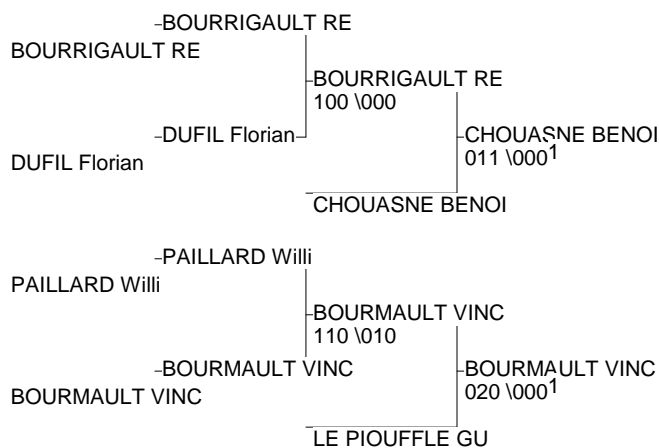 BOURRIGAULT RE
BOURRIGAULT RE
BOURRIGAULT RE
100 \000
DUFIL Florian
CHOUASNE BENOI
011 \000 1
DUFIL Florian
CHOUASNE BENOI
PAILLARD Willi
PAILLARD Willi
BOURMAULT VINC
110 \010
BOURMAULT VINC
BOURMAULT VINC
020 \000 1
BOURMAULT VINC
LE PIOUFFLE GU